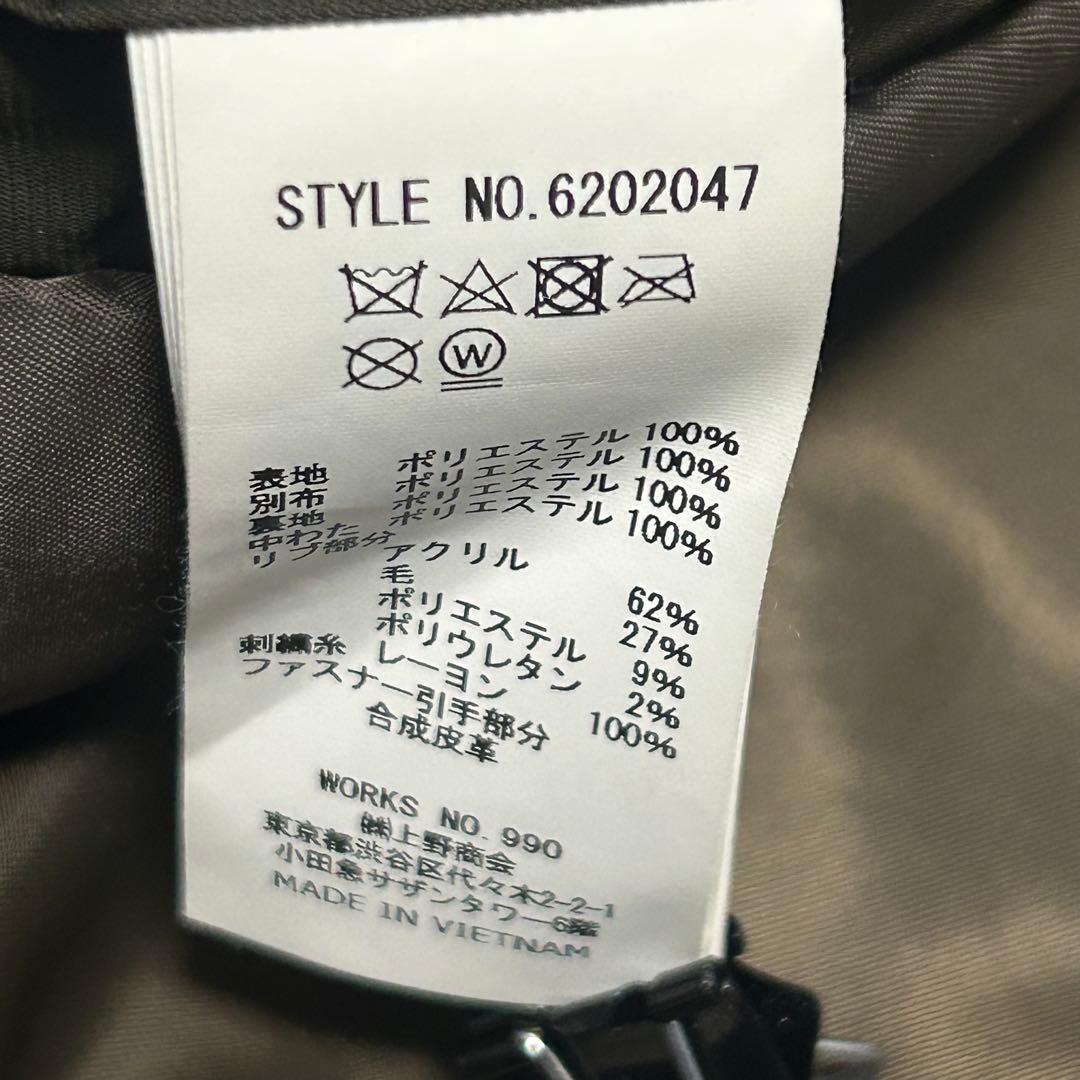 STYLE NO.6202047
W
表地 ポリエステル 100%
別布 ポリエステル 100%
裏地 ポリエステル 100%
中わた ポリエステル 100%
リブ部分 アクリル 62%
毛 27%
ポリエステル 9%
ポリウレタン 2%
刺繍糸 レーヨン 100%
ファスナー引手部分
合成皮革
WORKS NO.990
㈱上野商会
東京都渋谷区代々木2-2-1
小田急サザンタワー6階
MADE IN VIETNAM